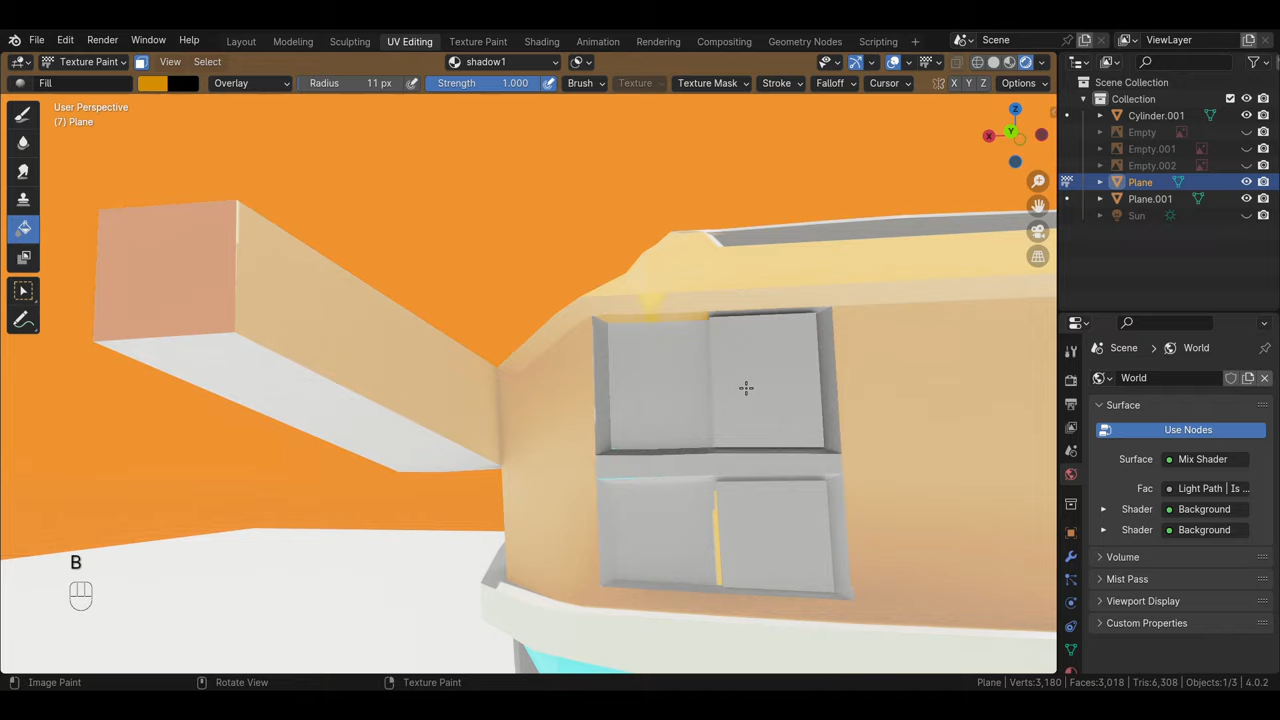 File Edit Render Window Help Layout Modeling Sculpting UV Editing Texture Paint Shading Animation Rendering Compositing Geometry Nodes Scripting + Scene ViewLayer
Texture Paint View Select shadow1
Fill Overlay Radius 11 px Strength 1.000 Brush Texture Texture Mask Stroke Falloff Cursor X Y Z Options
User Perspective
(7) Plane
Z
X
Y
Scene Collection
Collection
Cylinder.001
Empty
Empty.001
Empty.002
Plane
Plane.001
Sun
Scene > World
World
Surface
Use Nodes
Surface Mix Shader
Fac Light Path | Is ...
Shader Background
Shader Background
Volume
Mist Pass
Viewport Display
Custom Properties
B
Image Paint Rotate View Texture Paint Plane | Verts:3,180 | Faces:3,018 | Tris:6,308 | Objects:1/3 | 4.0.2